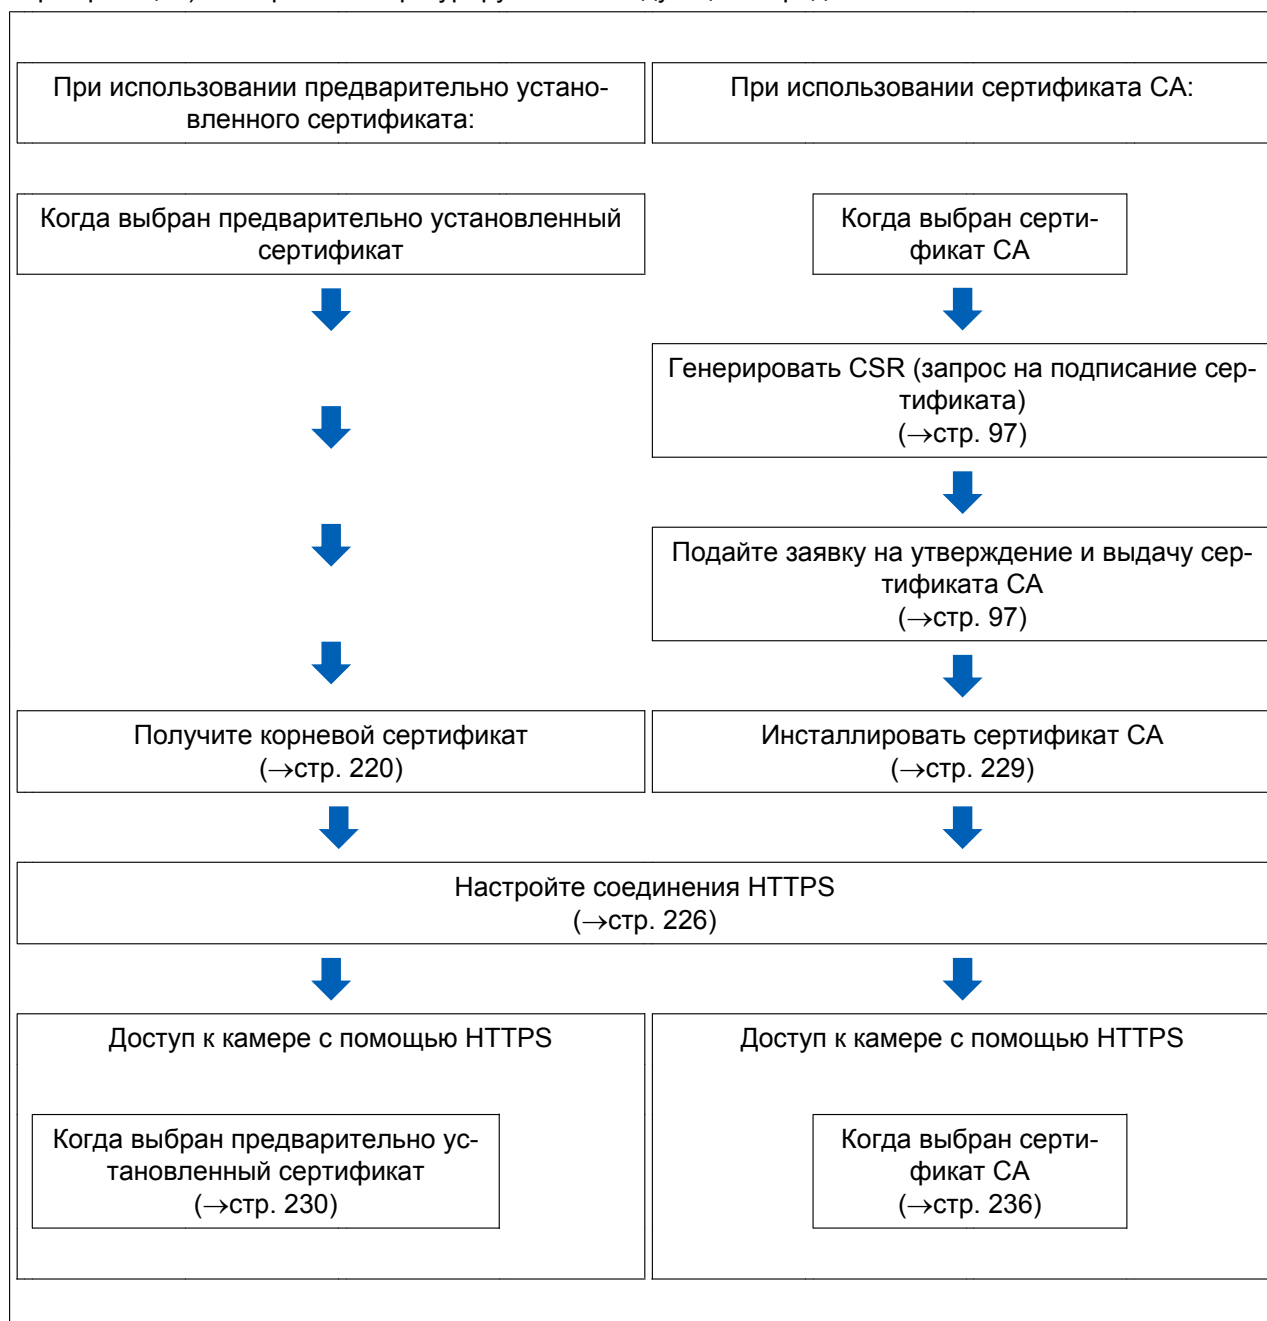 При использовании предварительно уста-
новленного сертификата:
При использовании сертификата CA:
Когда выбран предварительно установленный
сертификат
Когда выбран серти-
фикат CA
Генерировать CSR (запрос на подписание сер-
тификата)
(→стр. 97)
Подайте заявку на утверждение и выдачу сер-
тификата CA
(→стр. 97)
Получите корневой сертификат
(→стр. 220)
Инсталлировать сертификат CA
(→стр. 229)
Настройте соединения HTTPS
(→стр. 226)
Доступ к камере с помощью HTTPS
Когда выбран предварительно ус-
тановленный сертификат
(→стр. 230)
Доступ к камере с помощью HTTPS
Когда выбран серти-
фикат CA
(→стр. 236)